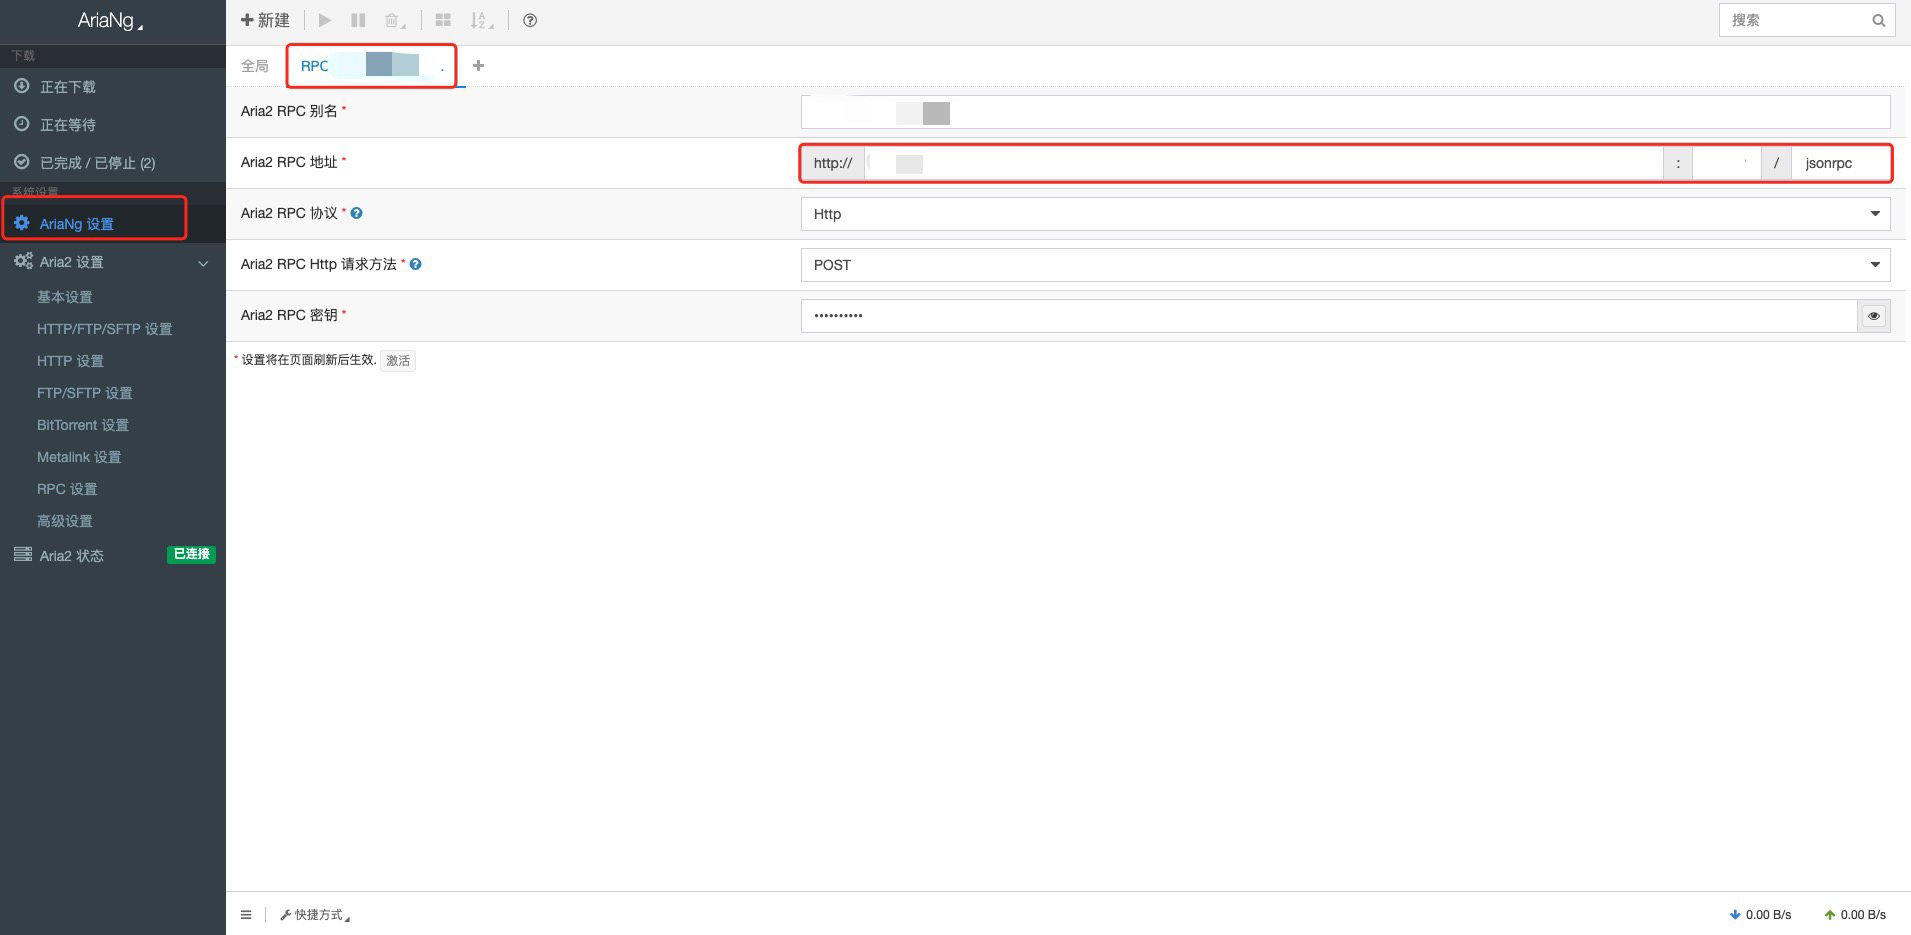 AriaNg
下载
正在下载
正在等待
已完成 / 已停止 (2)
系统设置
AriaNg 设置
Aria2 设置
基本设置
HTTP/FTP/SFTP 设置
HTTP 设置
FTP/SFTP 设置
BitTorrent 设置
Metalink 设置
RPC 设置
高级设置
Aria2 状态 已连接
新建 搜索
全局 RPC
Aria2 RPC 别名 *
Aria2 RPC 地址 * http:// : / jsonrpc
Aria2 RPC 协议 * Http
Aria2 RPC Http 请求方法 * POST
Aria2 RPC 密钥 * ••••••••••
* 设置将在页面刷新后生效. 激活
快捷方式 0.00 B/s 0.00 B/s